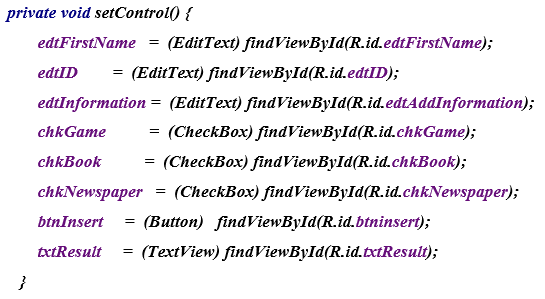 private void setControl() {
edtFirstName = (EditText) findViewById(R.id.edtFirstName);
edtID = (EditText) findViewById(R.id.edtID);
edtInformation = (EditText) findViewById(R.id.edtAddInformation);
chkGame = (CheckBox) findViewById(R.id.chkGame);
chkBook = (CheckBox) findViewById(R.id.chkBook);
chkNewspaper = (CheckBox) findViewById(R.id.chkNewspaper);
btnInsert = (Button) findViewById(R.id.btninsert);
txtResult = (TextView) findViewById(R.id.txtResult);
}